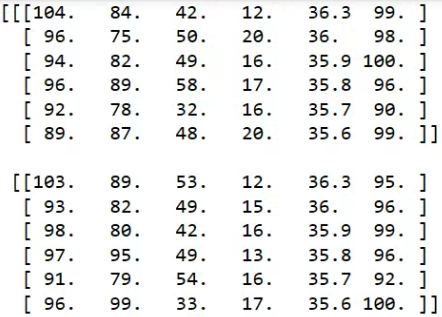 [[[104. 84. 42. 12. 36.3 99. ]
[ 96. 75. 50. 20. 36. 98. ]
[ 94. 82. 49. 16. 35.9 100. ]
[ 96. 89. 58. 17. 35.8 96. ]
[ 92. 78. 32. 16. 35.7 90. ]
[ 89. 87. 48. 20. 35.6 99. ]]
[[103. 89. 53. 12. 36.3 95. ]
[ 93. 82. 49. 15. 36. 96. ]
[ 98. 80. 42. 16. 35.9 99. ]
[ 97. 95. 49. 13. 35.8 96. ]
[ 91. 79. 54. 16. 35.7 92. ]
[ 96. 99. 33. 17. 35.6 100. ]]